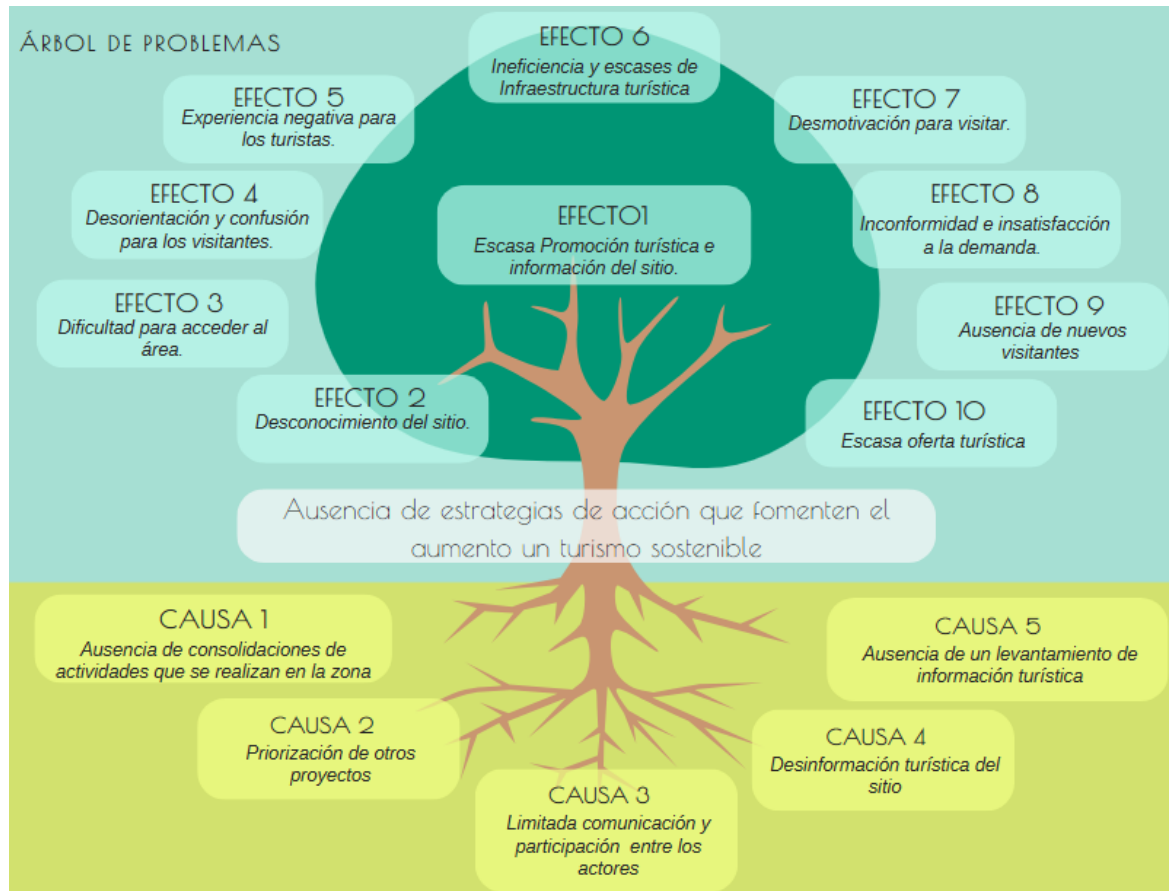 ÁRBOL DE PROBLEMAS
EFECTO 6
Ineficiencia y escases de
Infraestructura turística
EFECTO 5
Experiencia negativa para
los turistas.
EFECTO 7
Desmotivación para visitar.
EFECTO 4
Desorientación y confusión
para los visitantes.
EFECTO1
Escasa Promoción turística e
información del sitio.
EFECTO 8
Inconformidad e insatisfacción
a la demanda.
EFECTO 3
Dificultad para acceder al
área.
EFECTO 9
Ausencia de nuevos
visitantes
EFECTO 2
Desconocimiento del sitio.
EFECTO 10
Escasa oferta turística
Ausencia de estrategias de acción que fomenten el
aumento un turismo sostenible
CAUSA 1
Ausencia de consolidaciones de
actividades que se realizan en la zona
CAUSA 5
Ausencia de un levantamiento de
información turística
CAUSA 2
Priorización de otros
proyectos
CAUSA 4
Desinformación turística del
sitio
CAUSA 3
Limitada comunicación y
participación entre los
actores